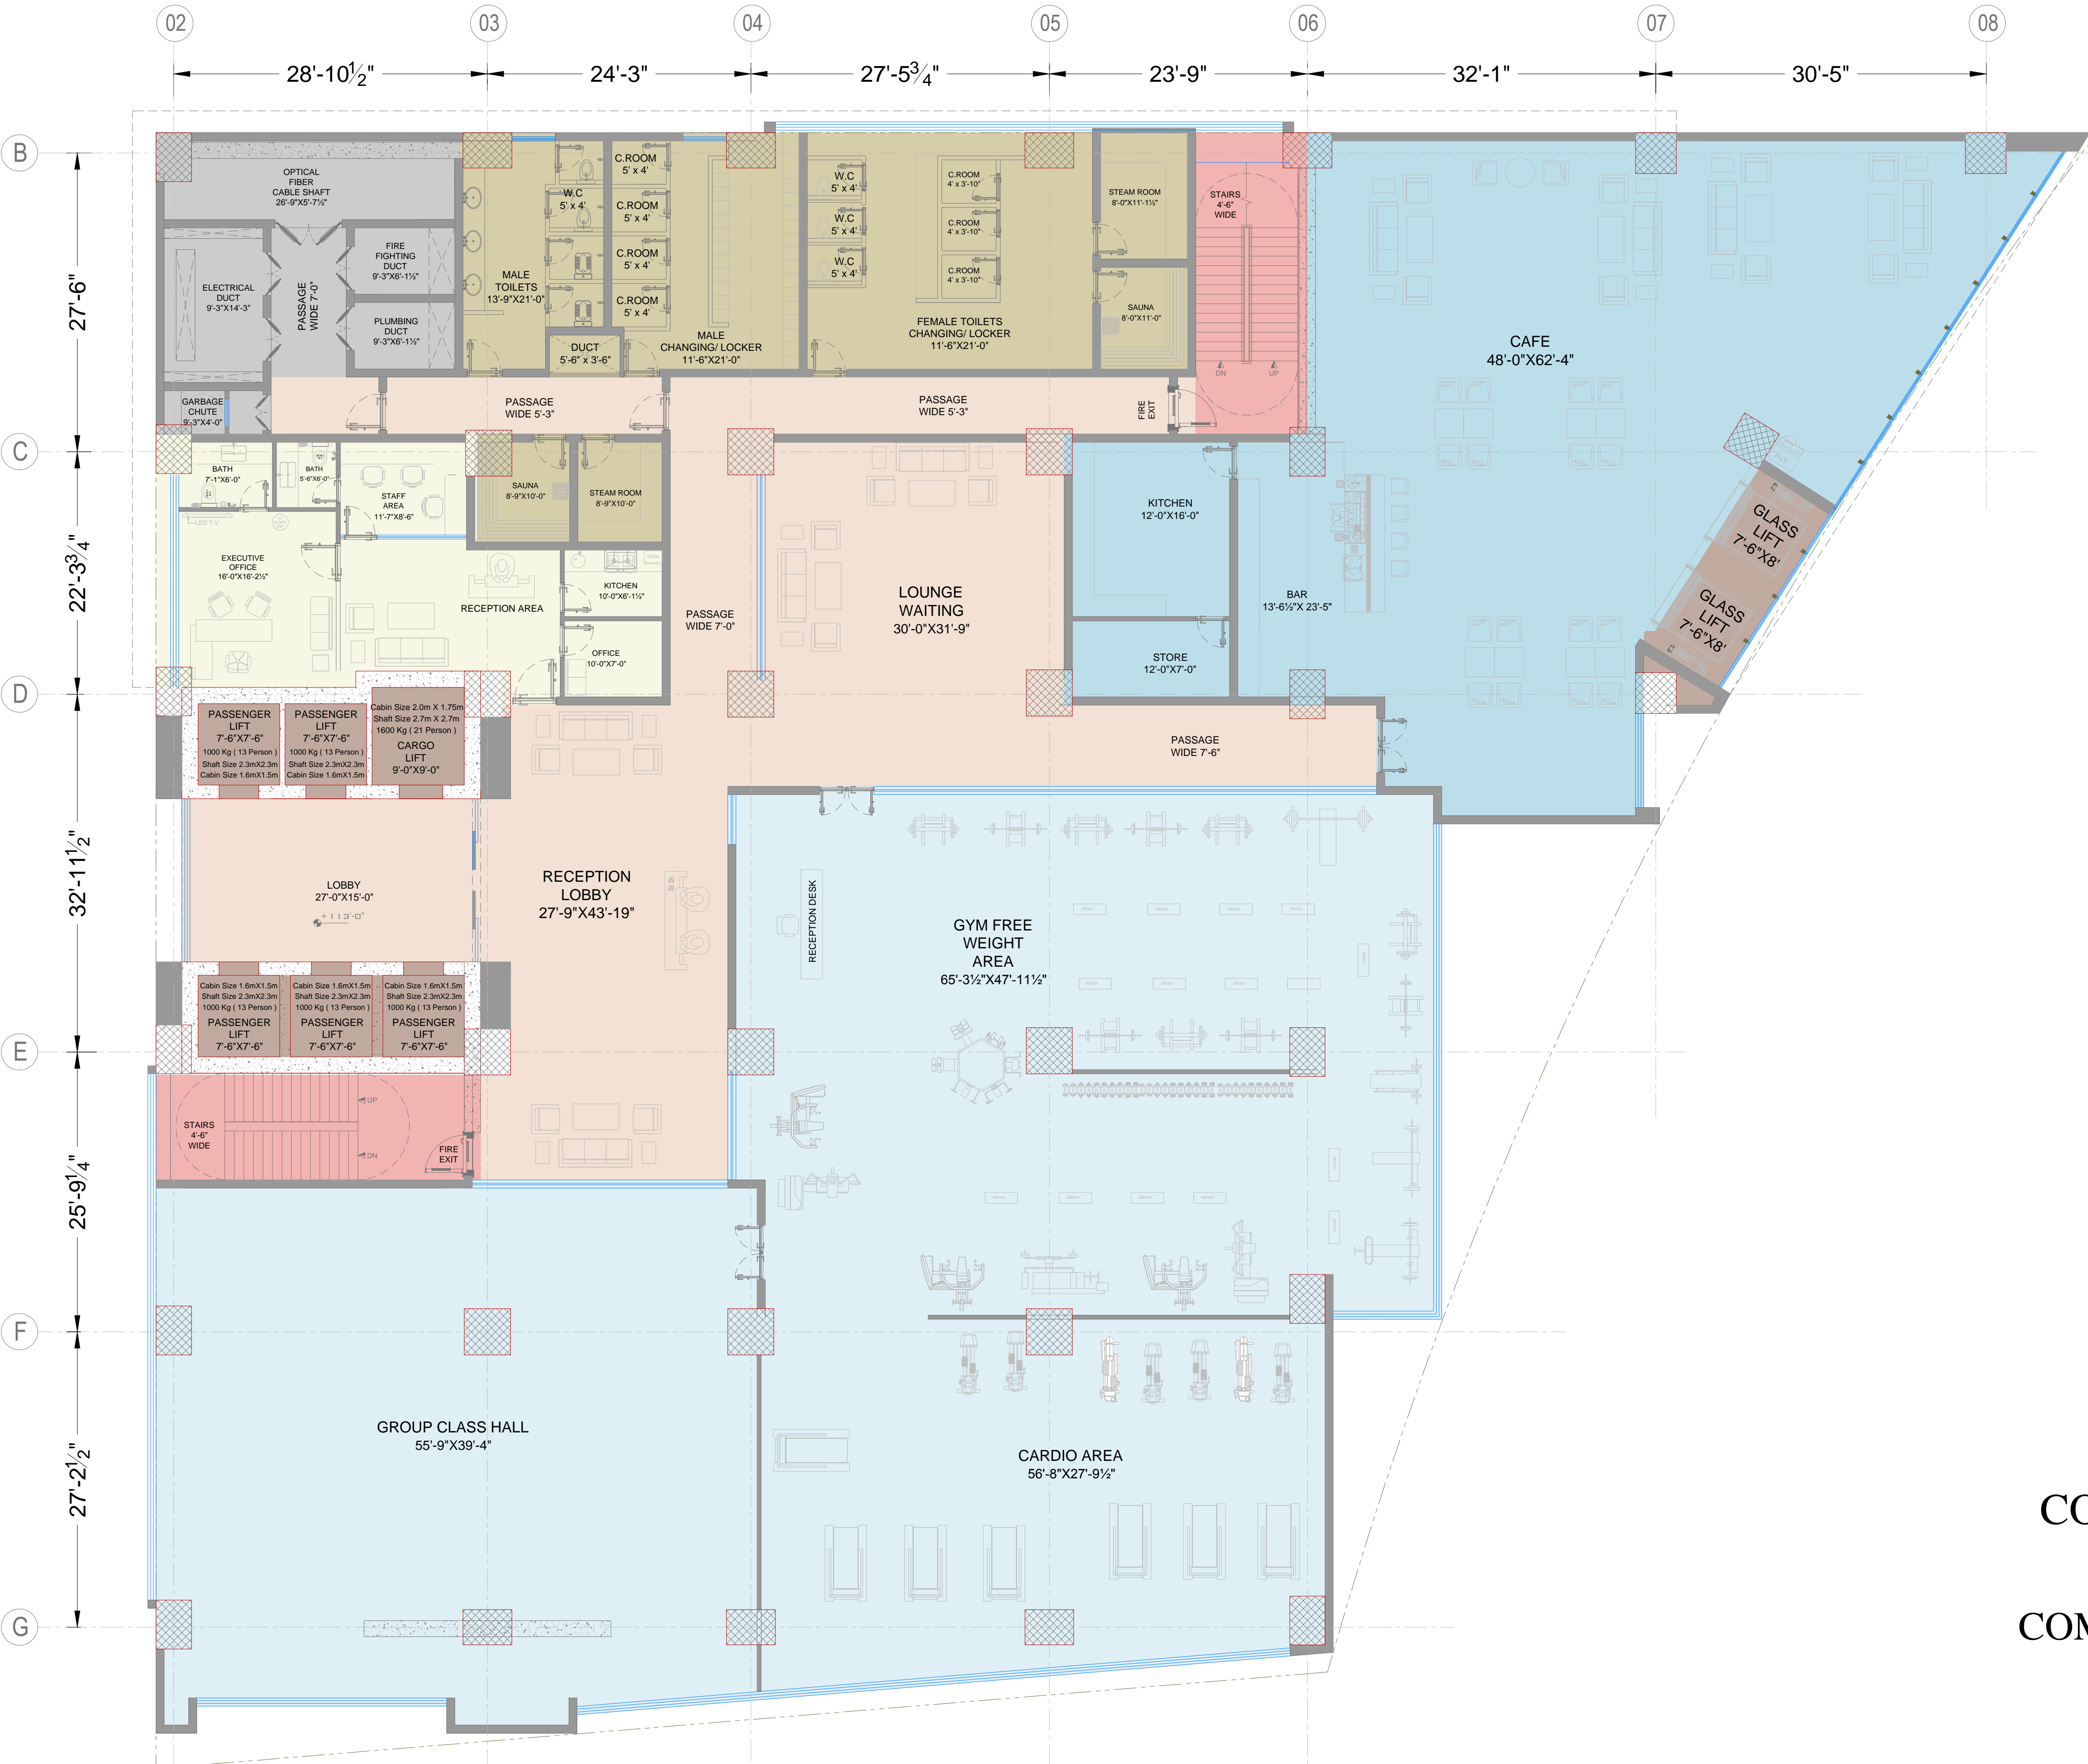 02
03
04
05
06
07
08
28'-10½"
24'-3"
27'-5¾"
23'-9"
32'-1"
30'-5"
B
27'-6"
C
22'-3¾"
D
32'-11½"
E
25'-9¼"
F
27'-2½"
G
OPTICAL
FIBER
CABLE SHAFT
26'-9"X5'-7½"
ELECTRICAL
DUCT
9'-3"X14'-3"
PASSAGE
WIDE 7'-0"
FIRE
FIGHTING
DUCT
9'-3"X6'-1½"
PLUMBING
DUCT
9'-3"X6'-1½"
GARBAGE
CHUTE
9'-3"X4'-0"
MALE
TOILETS
13'-9"X21'-0"
W.C
5' x 4'
DUCT
5'-6" x 3'-6"
C.ROOM
5' x 4'
C.ROOM
5' x 4'
C.ROOM
5' x 4'
C.ROOM
5' x 4'
MALE
CHANGING/ LOCKER
11'-6"X21'-0"
W.C
5' x 4'
W.C
5' x 4'
W.C
5' x 4'
C.ROOM
4' x 3'-10"
C.ROOM
4' x 3'-10"
C.ROOM
4' x 3'-10"
FEMALE TOILETS
CHANGING/ LOCKER
11'-6"X21'-0"
STEAM ROOM
8'-0"X11'-1½"
SAUNA
8'-0"X11'-0"
STAIRS
4'-6"
WIDE
DN
UP
FIRE
EXIT
PASSAGE
WIDE 5'-3"
PASSAGE
WIDE 5'-3"
CAFE
48'-0"X62'-4"
BATH
7'-1"X6'-0"
BATH
5'-6"X6'-0"
STAFF
AREA
11'-7"X8'-6"
LED T.V
EXECUTIVE
OFFICE
16'-0"X16'-2½"
RECEPTION AREA
SAUNA
8'-9"X10'-0"
STEAM ROOM
8'-9"X10'-0"
KITCHEN
10'-0"X6'-1½"
OFFICE
10'-0"X7'-0"
PASSAGE
WIDE 7'-0"
LOUNGE
WAITING
30'-0"X31'-9"
KITCHEN
12'-0"X16'-0"
STORE
12'-0"X7'-0"
BAR
13'-6½"X 23'-5"
GLASS
LIFT
7'-6"X8'
GLASS
LIFT
7'-6"X8'
PASSENGER
LIFT
7'-6"X7'-6"
1000 Kg ( 13 Person )
Shaft Size 2.3mX2.3m
Cabin Size 1.6mX1.5m
PASSENGER
LIFT
7'-6"X7'-6"
1000 Kg ( 13 Person )
Shaft Size 2.3mX2.3m
Cabin Size 1.6mX1.5m
Cabin Size 2.0m X 1.75m
Shaft Size 2.7m X 2.7m
1600 Kg ( 21 Person )
CARGO
LIFT
9'-0"X9'-0"
PASSAGE
WIDE 7'-6"
LOBBY
27'-0"X15'-0"
+113'-0"
RECEPTION
LOBBY
27'-9"X43'-19"
RECEPTION DESK
GYM FREE
WEIGHT
AREA
65'-3½"X47'-11½"
BENCH
BENCH
BENCH
BENCH
BENCH
BENCH
BENCH
Cabin Size 1.6mX1.5m
Shaft Size 2.3mX2.3m
1000 Kg ( 13 Person )
PASSENGER
LIFT
7'-6"X7'-6"
Cabin Size 1.6mX1.5m
Shaft Size 2.3mX2.3m
1000 Kg ( 13 Person )
PASSENGER
LIFT
7'-6"X7'-6"
Cabin Size 1.6mX1.5m
Shaft Size 2.3mX2.3m
1000 Kg ( 13 Person )
PASSENGER
LIFT
7'-6"X7'-6"
STAIRS
4'-6"
WIDE
UP
DN
FIRE
EXIT
BENCH
BENCH
BENCH
BENCH
GROUP CLASS HALL
55'-9"X39'-4"
CARDIO AREA
56'-8"X27'-9½"
CO
COM